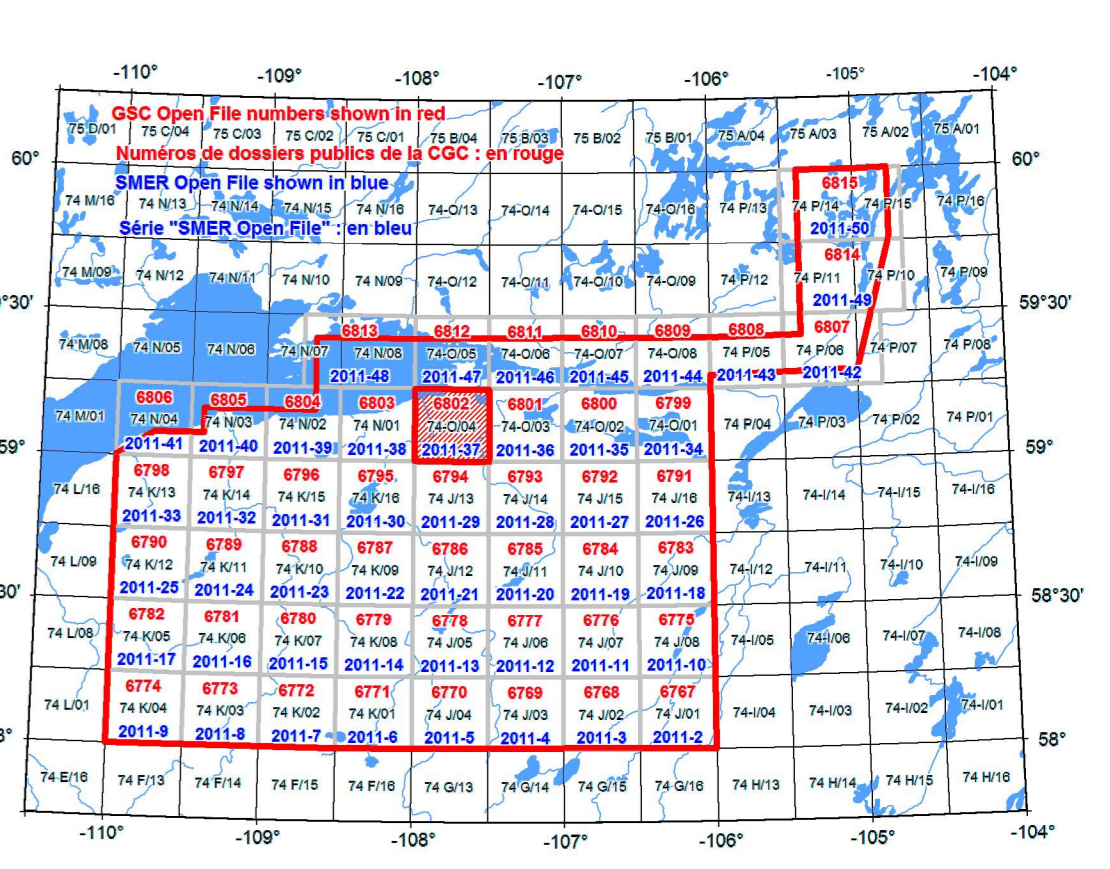 -110° -109° -108° -107° -106° -105° -104°
GSC Open File numbers shown in red
75 D/01 75 C/04 75 C/03 75 C/02 75 C/01 75 B/04 75 B/03 75 B/02 75 B/01 75 A/04 75 A/03 75 A/02 75 A/01
Numéros de dossiers publics de la CGC : en rouge
60° 60°
SMER Open File shown in blue
6815
74 M/16 74 N/13 74 N/14 74 N/15 74 N/16 74-O/13 74-O/14 74-O/15 74-O/16 74 P/13 74 P/14 74 P/15 74 P/16
Série "SMER Open File" : en bleu
2011-50
6814
74 M/09 74 N/12 74 N/11 74 N/10 74 N/09 74-O/12 74-O/11 74-O/10 74-O/09 74 P/12 74 P/11 74 P/10 74 P/09
2011-49
9°30' 59°30'
6813 6812 6811 6810 6809 6808 6807
74 M/08 74 N/05 74 N/06 74 N/07 74 N/08 74-O/05 74-O/06 74-O/07 74-O/08 74 P/05 74 P/06 74 P/07 74 P/08
2011-48 2011-47 2011-46 2011-45 2011-44 2011-43 2011-42
6806 6805 6804 6803 6802 6801 6800 6799
74 M/01 74 N/04 74 N/03 74 N/02 74 N/01 74-O/04 74-O/03 74-O/02 74-O/01 74 P/04 74 P/03 74 P/02 74 P/01
2011-41 2011-40 2011-39 2011-38 2011-37 2011-36 2011-35 2011-34
59° 59°
6798 6797 6796 6795 6794 6793 6792 6791
74 L/16 74 K/13 74 K/14 74 K/15 74 K/16 74 J/13 74 J/14 74 J/15 74 J/16 74-I/13 74-I/14 74-I/15 74-I/16
2011-33 2011-32 2011-31 2011-30 2011-29 2011-28 2011-27 2011-26
6790 6789 6788 6787 6786 6785 6784 6783
74 L/09 74 K/12 74 K/11 74 K/10 74 K/09 74 J/12 74 J/11 74 J/10 74 J/09 74-I/12 74-I/11 74-I/10 74-I/09
2011-25 2011-24 2011-23 2011-22 2011-21 2011-20 2011-19 2011-18
30' 58°30'
6782 6781 6780 6779 6778 6777 6776 6775
74 L/08 74 K/05 74 K/06 74 K/07 74 K/08 74 J/05 74 J/06 74 J/07 74 J/08 74-I/05 74-I/06 74-I/07 74-I/08
2011-17 2011-16 2011-15 2011-14 2011-13 2011-12 2011-11 2011-10
6774 6773 6772 6771 6770 6769 6768 6767
74 L/01 74 K/04 74 K/03 74 K/02 74 K/01 74 J/04 74 J/03 74 J/02 74 J/01 74-I/04 74-I/03 74-I/02 74-I/01
2011-9 2011-8 2011-7 2011-6 2011-5 2011-4 2011-3 2011-2
8° 58°
74-E/16 74 F/13 74 F/14 74 F/15 74 F/16 74 G/13 74 G/14 74 G/15 74 G/16 74 H/13 74 H/14 74 H/15 74 H/16
-110° -109° -108° -107° -106° -105° -104°